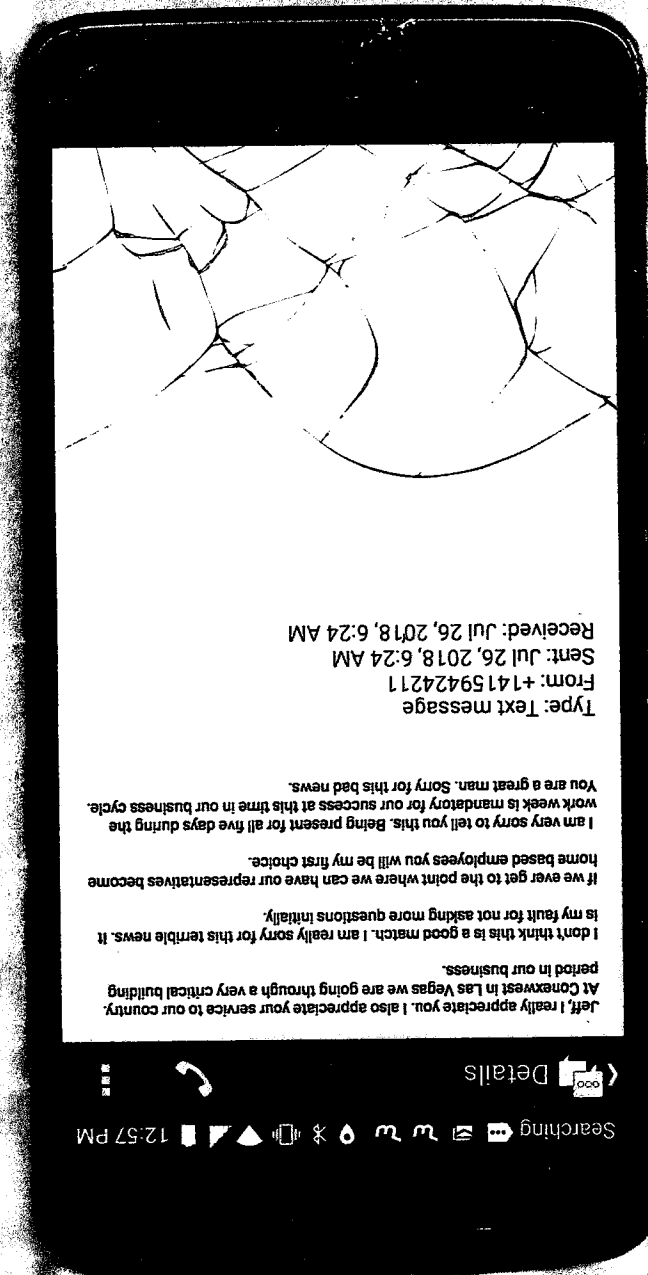 Searching 12:57 PM
Details
Jeff, I really appreciate you. I also appreciate your service to our country.
At Conexwest in Las Vegas we are going through a very critical building
period in our business.
I don't think this is a good match. I am really sorry for this terrible news. It
is my fault for not asking more questions initially.
If we ever get to the point where we can have our representatives become
home based employees you will be my first choice.
I am very sorry to tell you this. Being present for all five days during the
work week is mandatory for our success at this time in our business cycle.
You are a great man. Sorry for this bad news.
Type: Text message
From: +14159424211
Sent: Jul 26, 2018, 6:24 AM
Received: Jul 26, 2018, 6:24 AM